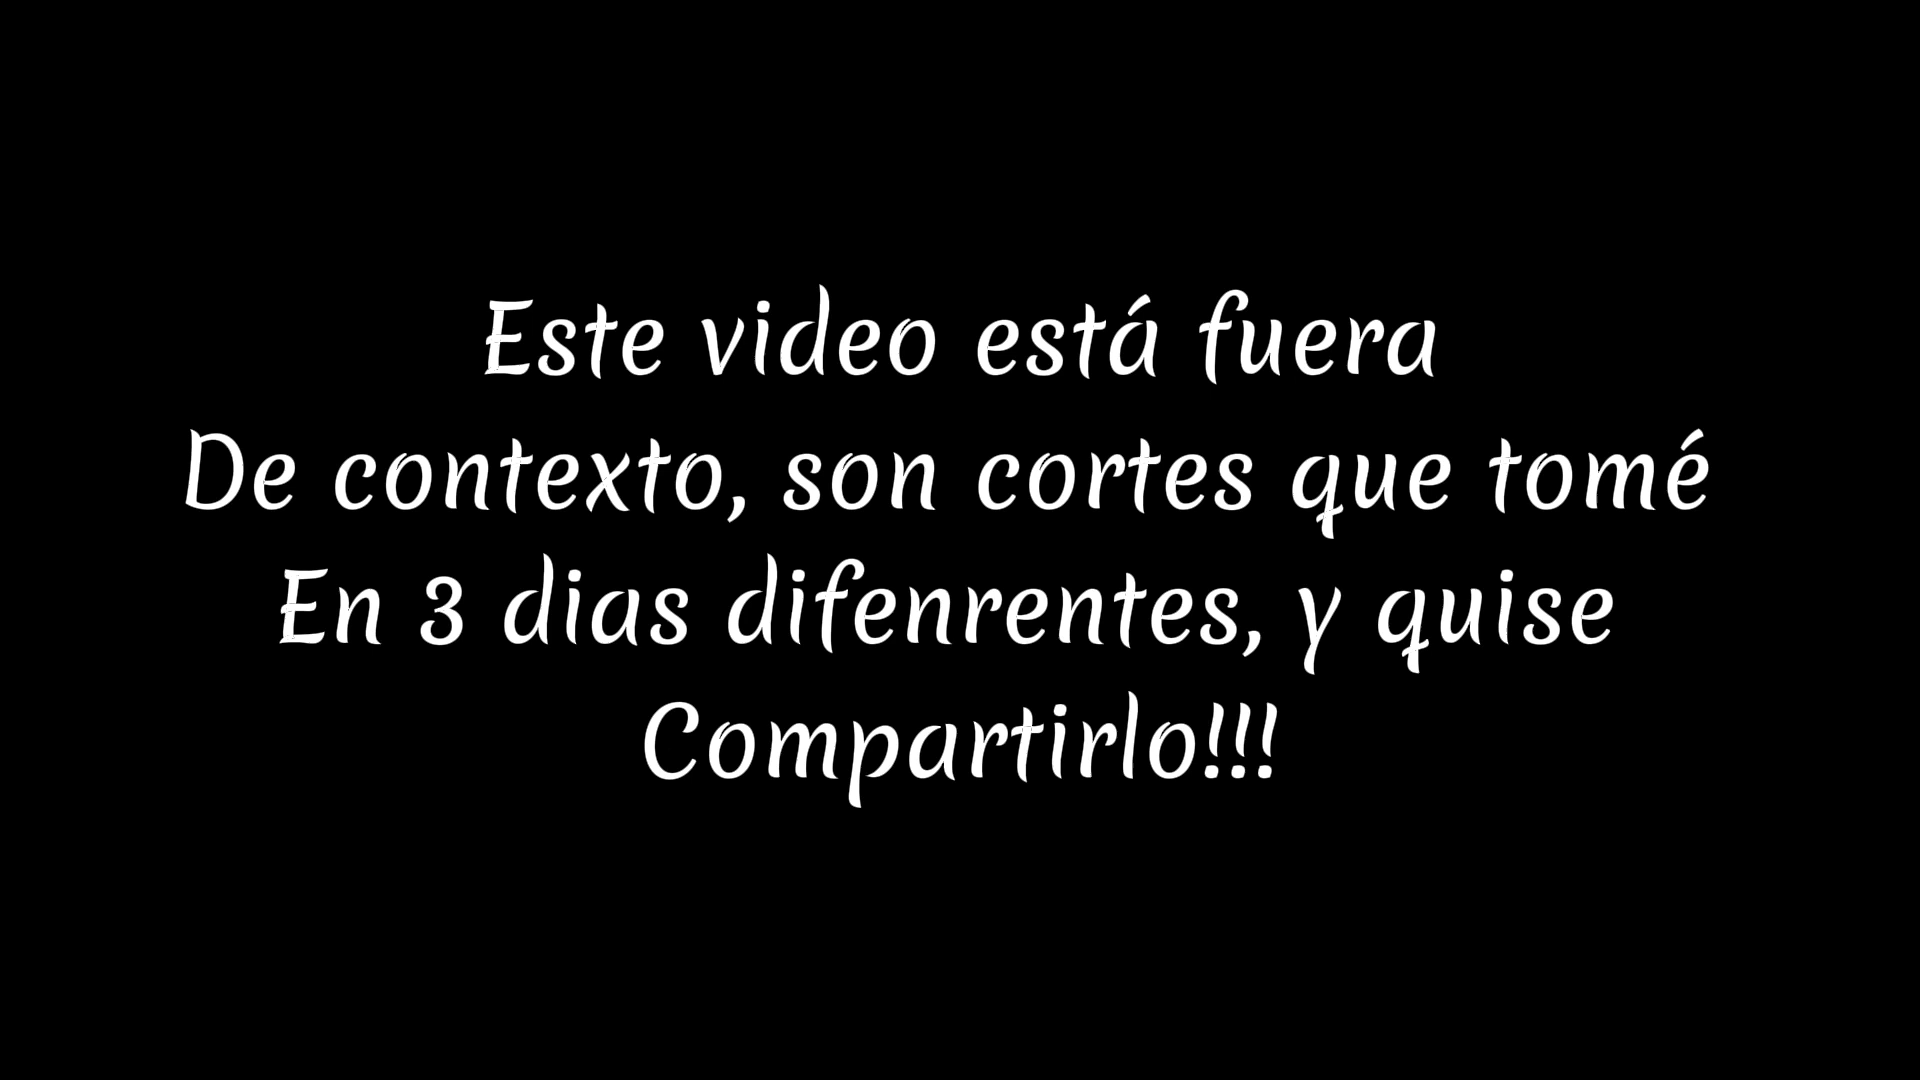 Este video está fuera
De contexto, son cortes que tomé
En 3 dias difenrentes, y quise
Compartirlo!!!